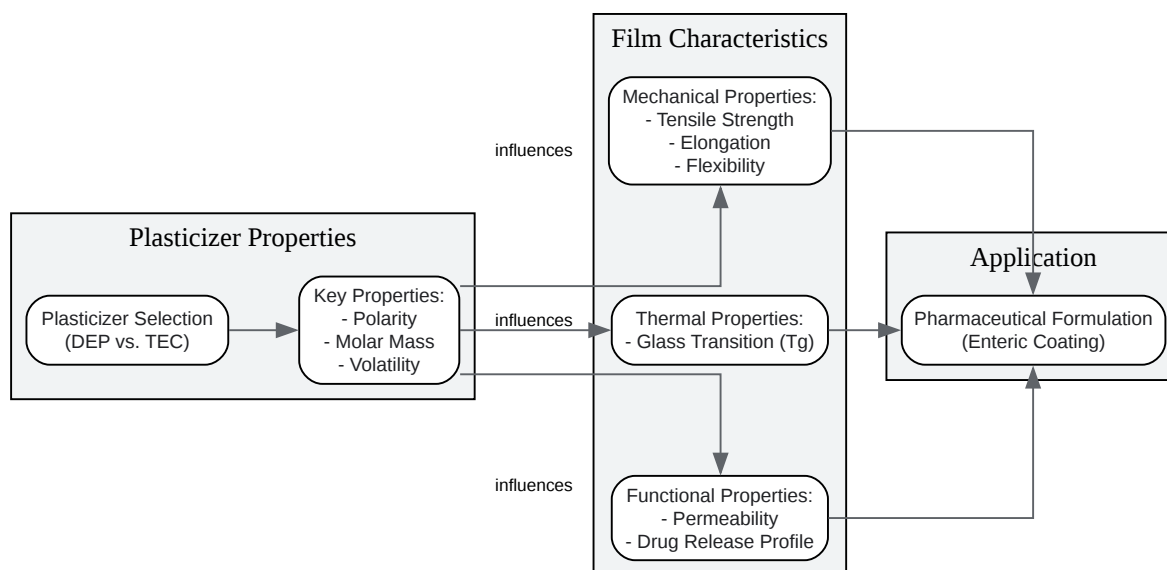 Plasticizer Properties
Plasticizer Selection
(DEP vs. TEC)
Key Properties:
- Polarity
- Molar Mass
- Volatility
influences
influences
influences
Film Characteristics
Mechanical Properties:
- Tensile Strength
- Elongation
- Flexibility
Thermal Properties:
- Glass Transition (Tg)
Functional Properties:
- Permeability
- Drug Release Profile
Application
Pharmaceutical Formulation
(Enteric Coating)